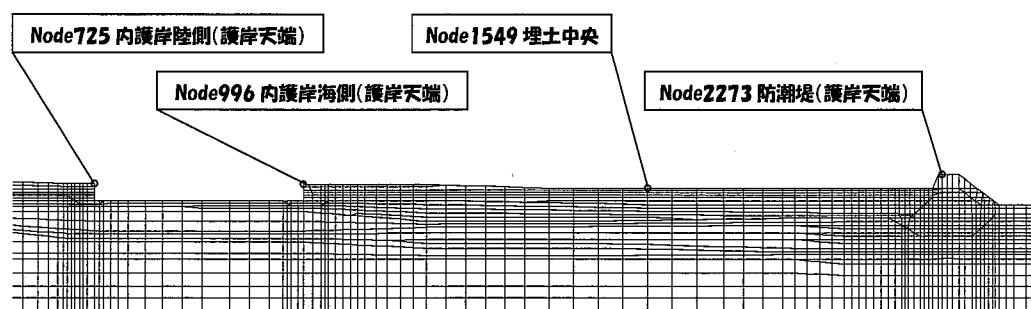 Node725 内護岸陸側(護岸天端)
Node1549 埋土中央
Node996 内護岸海側(護岸天端)
Node2273 防潮堤(護岸天端)